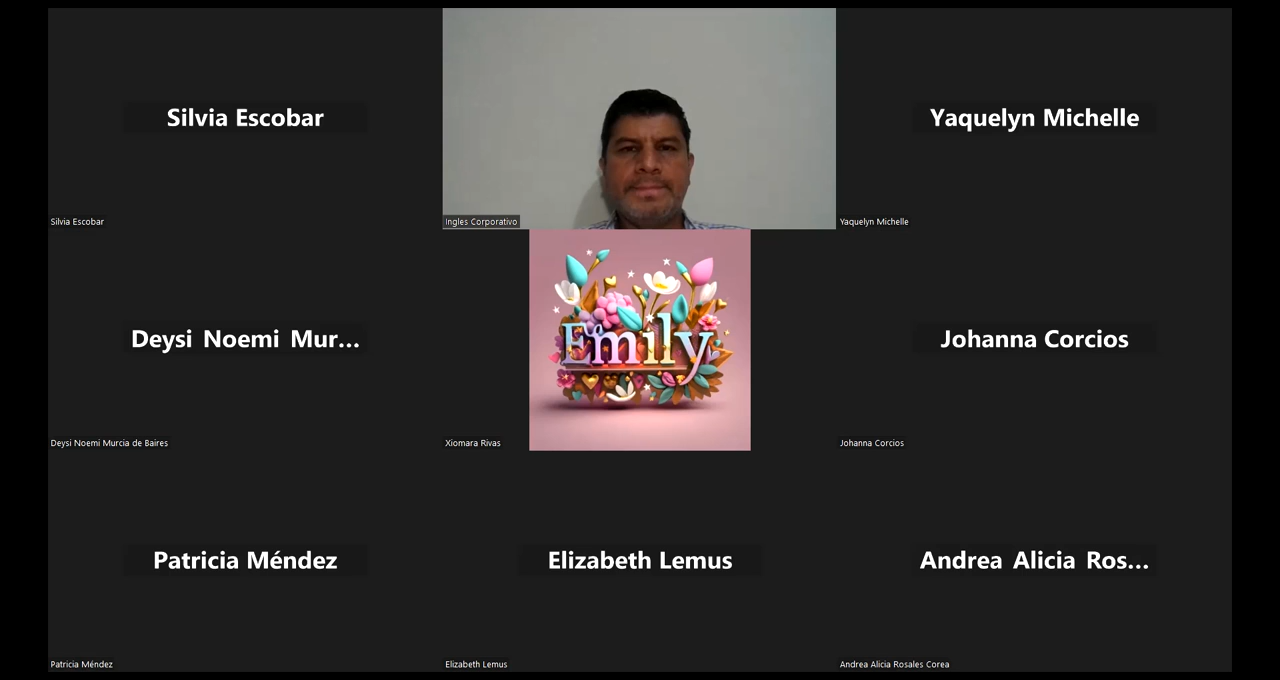 Silvia Escobar
Silvia Escobar
Ingles Corporativo
Yaquelyn Michelle
Yaquelyn Michelle
Deysi Noemi Mur...
Deysi Noemi Murcia de Baires
Emily
Xiomara Rivas
Johanna Corcios
Johanna Corcios
Patricia Méndez
Patricia Méndez
Elizabeth Lemus
Elizabeth Lemus
Andrea Alicia Ros...
Andrea Alicia Rosales Corea